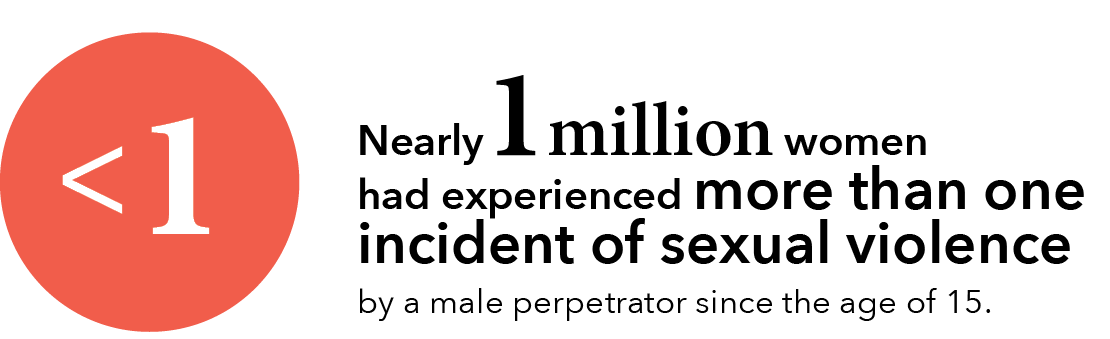 <1
Nearly 1 million women
had experienced more than one
incident of sexual violence
by a male perpetrator since the age of 15.